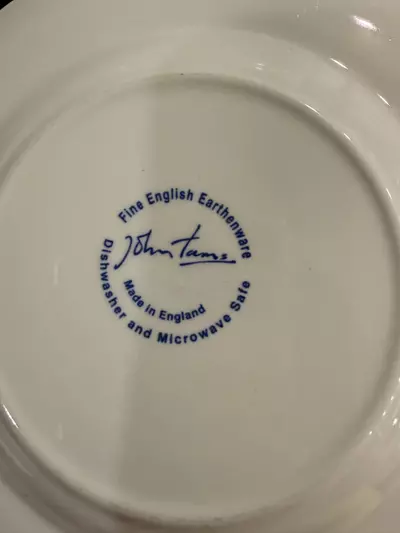 Fine English Earthenware
John Tams
Made in England
Dishwasher and Microwave Safe